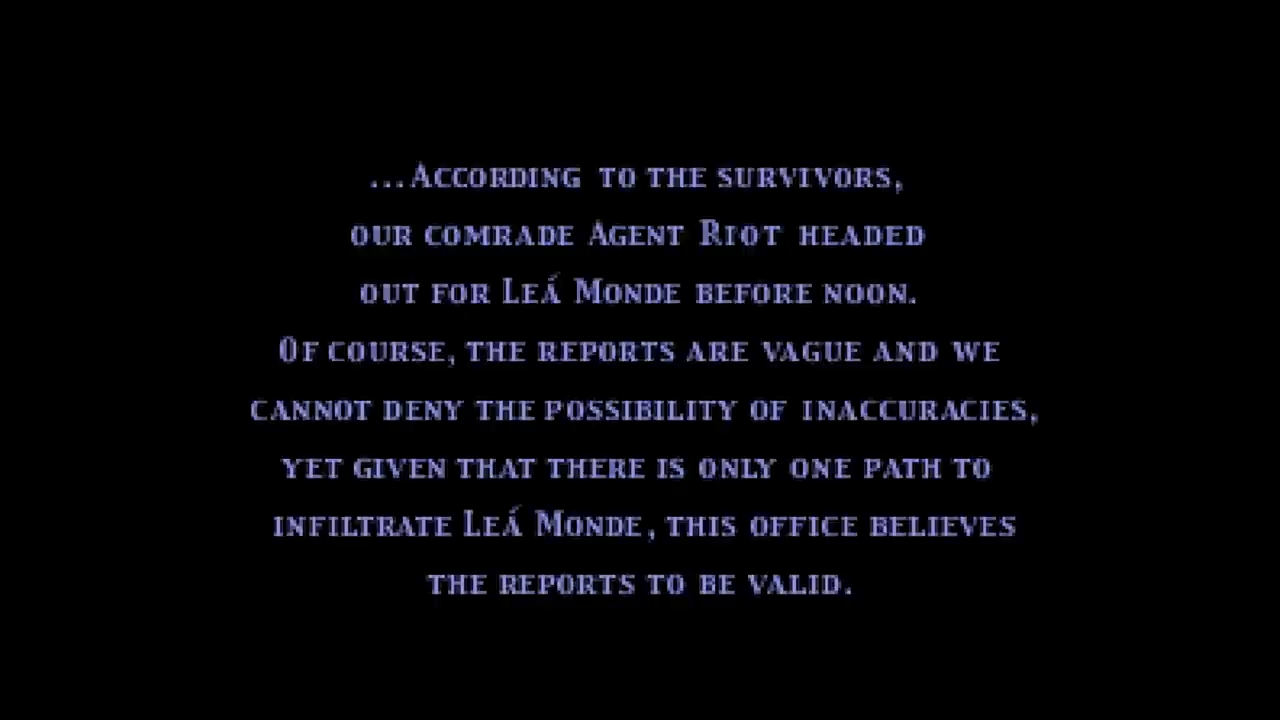 ...According to the survivors,
our comrade Agent Riot headed
out for Leá Monde before noon.
Of course, the reports are vague and we
cannot deny the possibility of inaccuracies,
yet given that there is only one path to
infiltrate Leá Monde, this office believes
the reports to be valid.